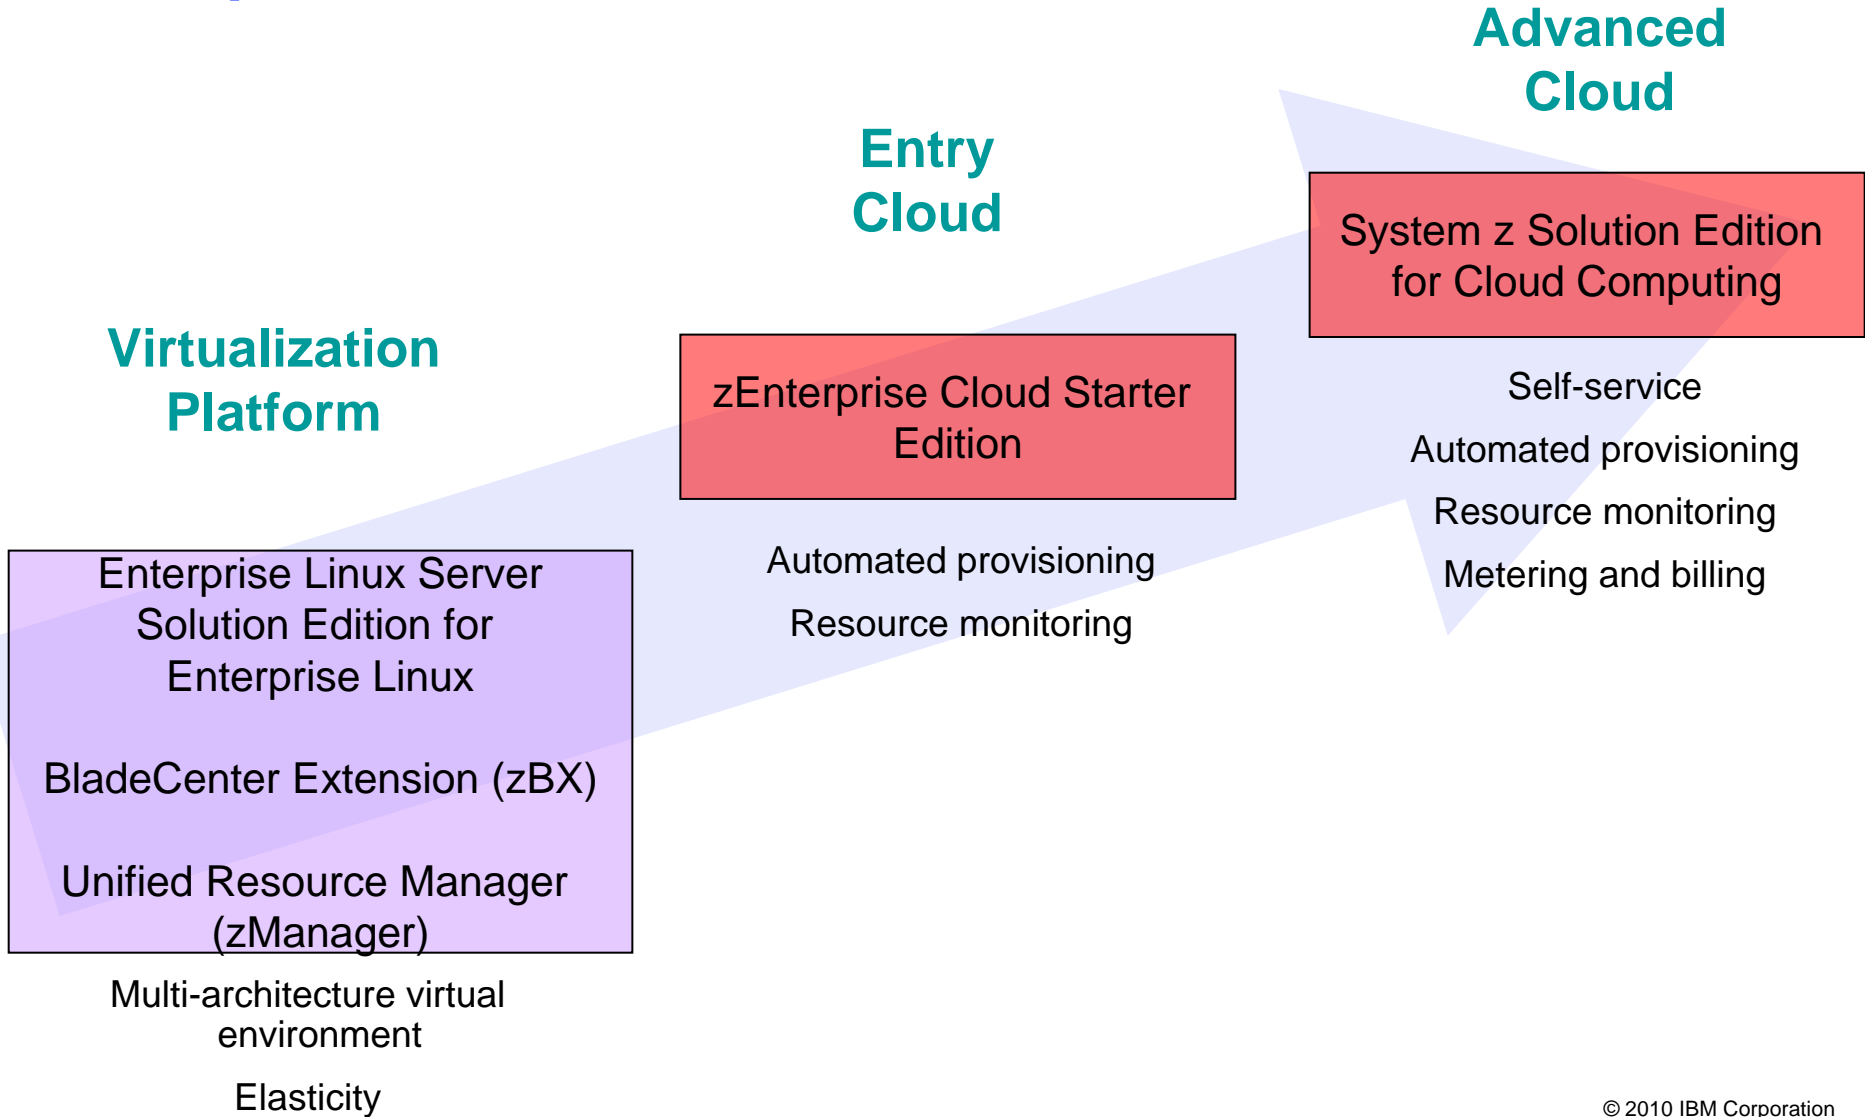 Virtualization
Platform
Enterprise Linux Server
Solution Edition for
Enterprise Linux
BladeCenter Extension (zBX)
Unified Resource Manager
(zManager)
Multi-architecture virtual
environment
Elasticity
Entry
Cloud
zEnterprise Cloud Starter
Edition
Automated provisioning
Resource monitoring
Advanced
Cloud
System z Solution Edition
for Cloud Computing
Self-service
Automated provisioning
Resource monitoring
Metering and billing
© 2010 IBM Corporation